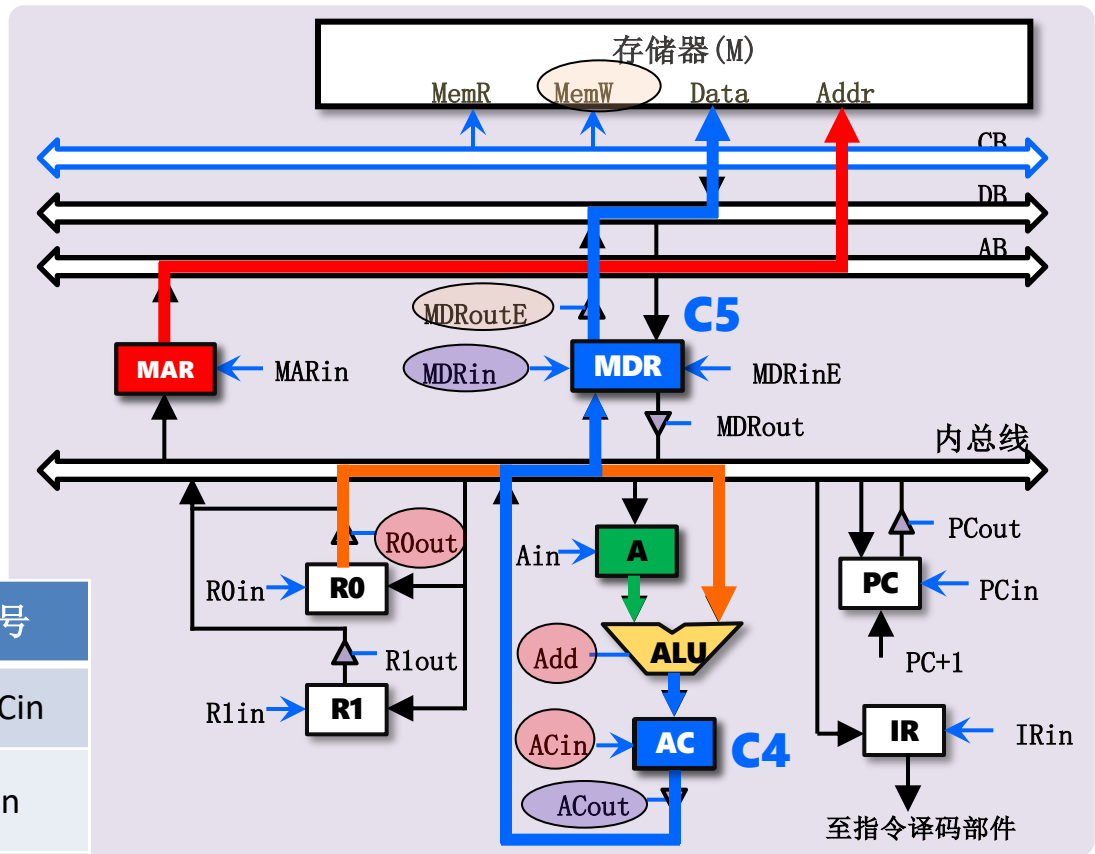 存储器(M)
MemR MemW Data Addr
CB
DB
AB
MDRoutE C5
MAR MARin MDRin MDR MDRinE
MDRout
内总线
R0out Ain A PCout
R0in R0 PC PCin
号
Add ALU
R1out PC+1
Cin R1in R1
ACin AC C4 IR IRin
n ACout
至指令译码部件